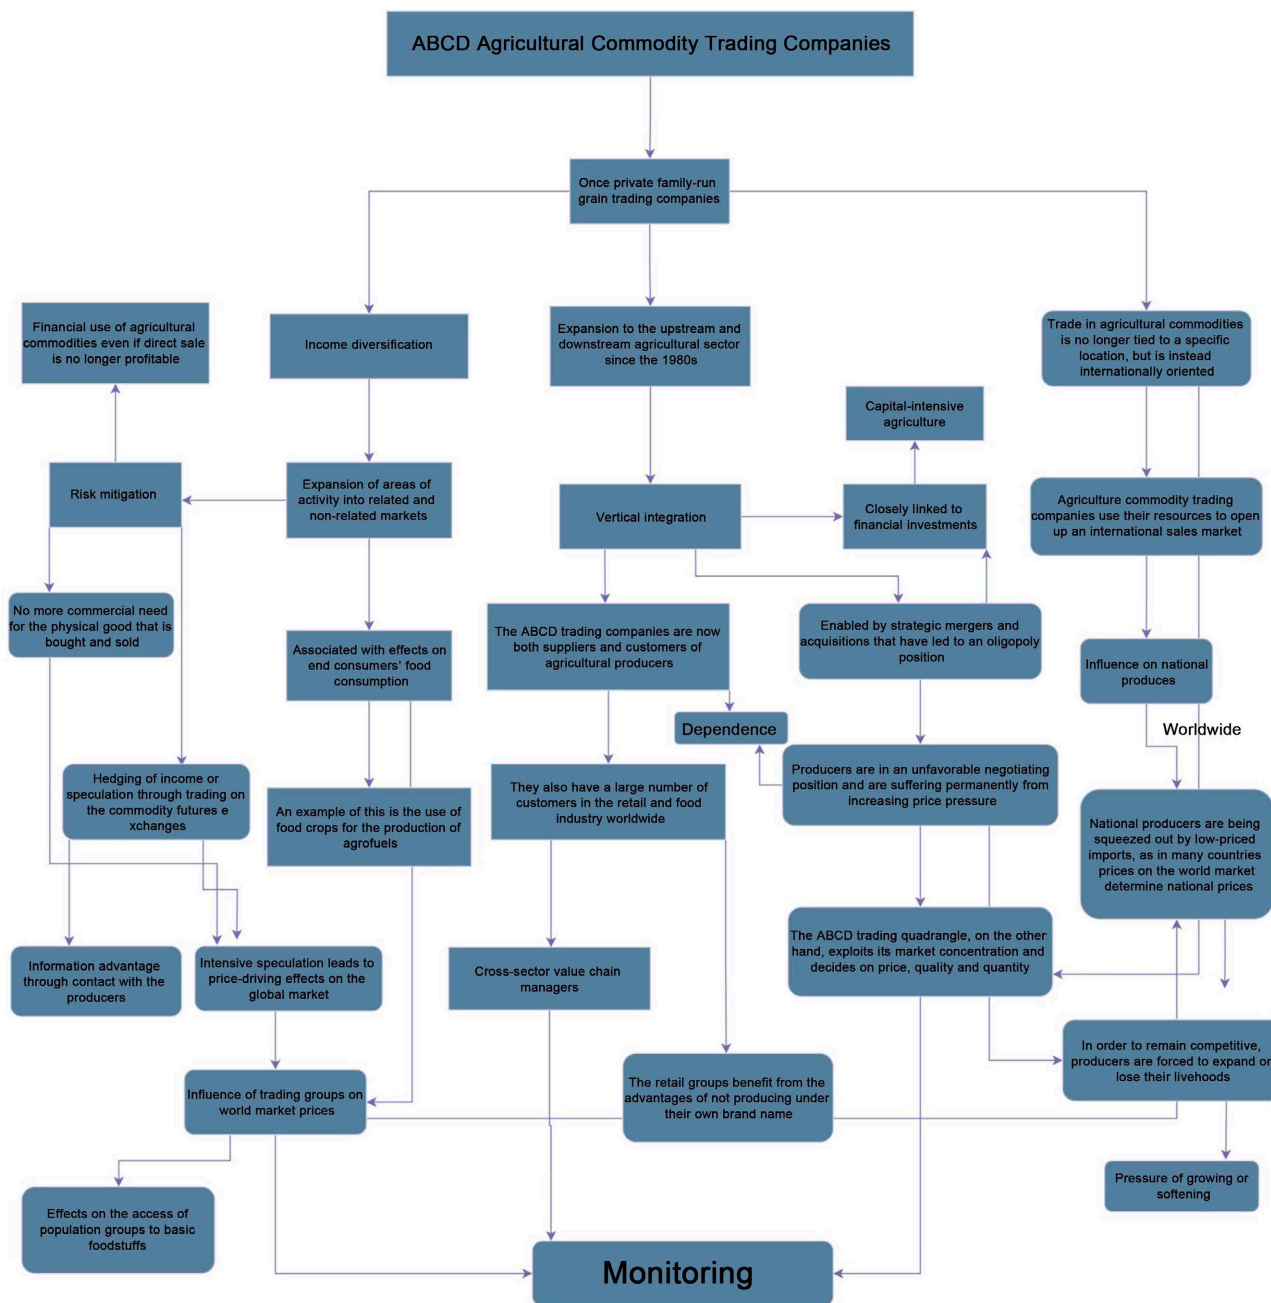 ABCD Agricultural Commodity Trading Companies
Once private family-run
grain trading companies
Financial use of agricultural
commodities even if direct sale
is no longer profitable
Income diversification
Expansion to the upstream and
downstream agricultural sector
since the 1980s
Trade in agricultural commodities
is no longer tied to a specific
location, but is instead
internationally oriented
Capital-intensive
agriculture
Risk mitigation
Expansion of areas of
activity into related and
non-related markets
Vertical integration
Closely linked to
financial investments
Agriculture commodity trading
companies use their resources to open
up an international sales market
No more commercial need
for the physical good that is
bought and sold
Associated with effects on
end consumers’ food
consumption
The ABCD trading companies are now
both suppliers and customers of
agricultural producers
Enabled by strategic mergers and
acquisitions that have led to an oligopoly
position
Influence on national
produces
Dependence
Worldwide
Hedging of income or
speculation through trading on
the commodity futures e
xchanges
An example of this is the use of
food crops for the production of
agrofuels
They also have a large number of
customers in the retail and food
industry worldwide
Producers are in an unfavorable negotiating
position and are suffering permanently from
increasing price pressure
National producers are being
squeezed out by low-priced
imports, as in many countries
prices on the world market
determine national prices
Information advantage
through contact with the
producers
Intensive speculation leads to
price-driving effects on the
global market
Cross-sector value chain
managers
The ABCD trading quadrangle, on the other
hand, exploits its market concentration and
decides on price, quality and quantity
Influence of trading groups on
world market prices
The retail groups benefit from the
advantages of not producing under
their own brand name
In order to remain competitive,
producers are forced to expand or
lose their livehoods
Effects on the access of
population groups to basic
foodstuffs
Pressure of growing or
softening
Monitoring